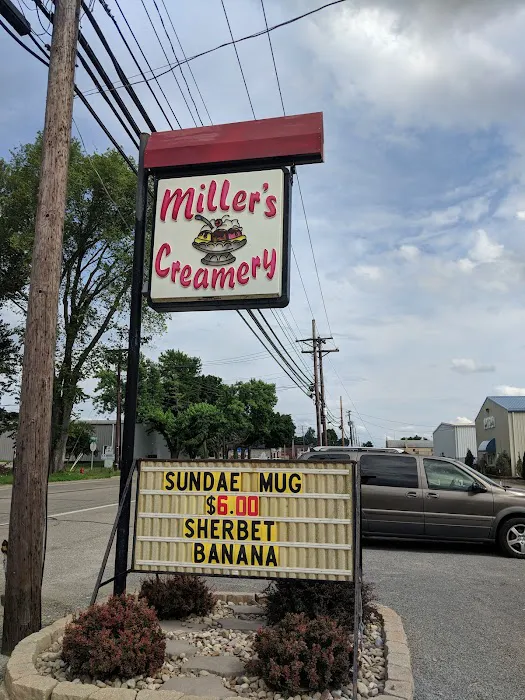 Miller's
Creamery
SUNDAE MUG
$6.00
SHERBET
BANANA